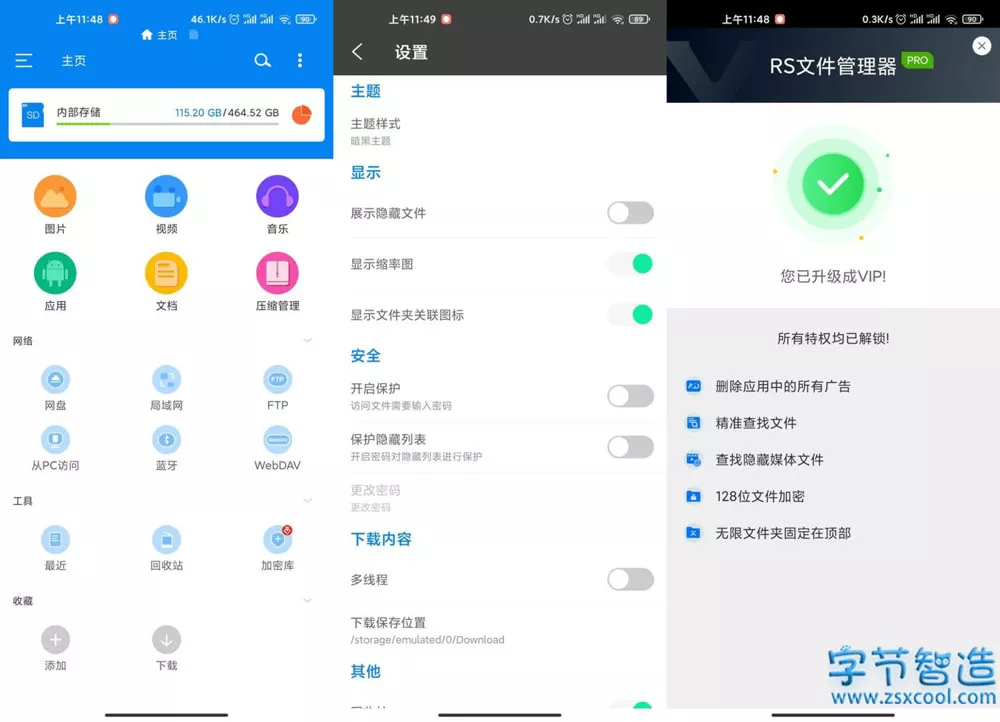 上午11:48
46.1K/s
90
主页
主页
SD
内部存储
115.20 GB/464.52 GB
图片
视频
音乐
应用
文档
压缩管理
网络
网盘
局域网
FTP
FTP
从PC访问
蓝牙
WebDAV
工具
最近
回收站
加密库
收藏
添加
下载
上午11:49
0.7K/s
89
设置
主题
主题样式
暗黑主题
显示
展示隐藏文件
显示缩率图
显示文件夹关联图标
安全
开启保护
访问文件需要输入密码
保护隐藏列表
开启密码对隐藏列表进行保护
更改密码
更改密码
下载内容
多线程
下载保存位置
/storage/emulated/0/Download
其他
上午11:48
0.3K/s
90
RS文件管理器
PRO
您已升级成VIP!
所有特权均已解锁!
删除应用中的所有广告
精准查找文件
查找隐藏媒体文件
128位文件加密
无限文件夹固定在顶部
字节智造
www.zsxcool.com